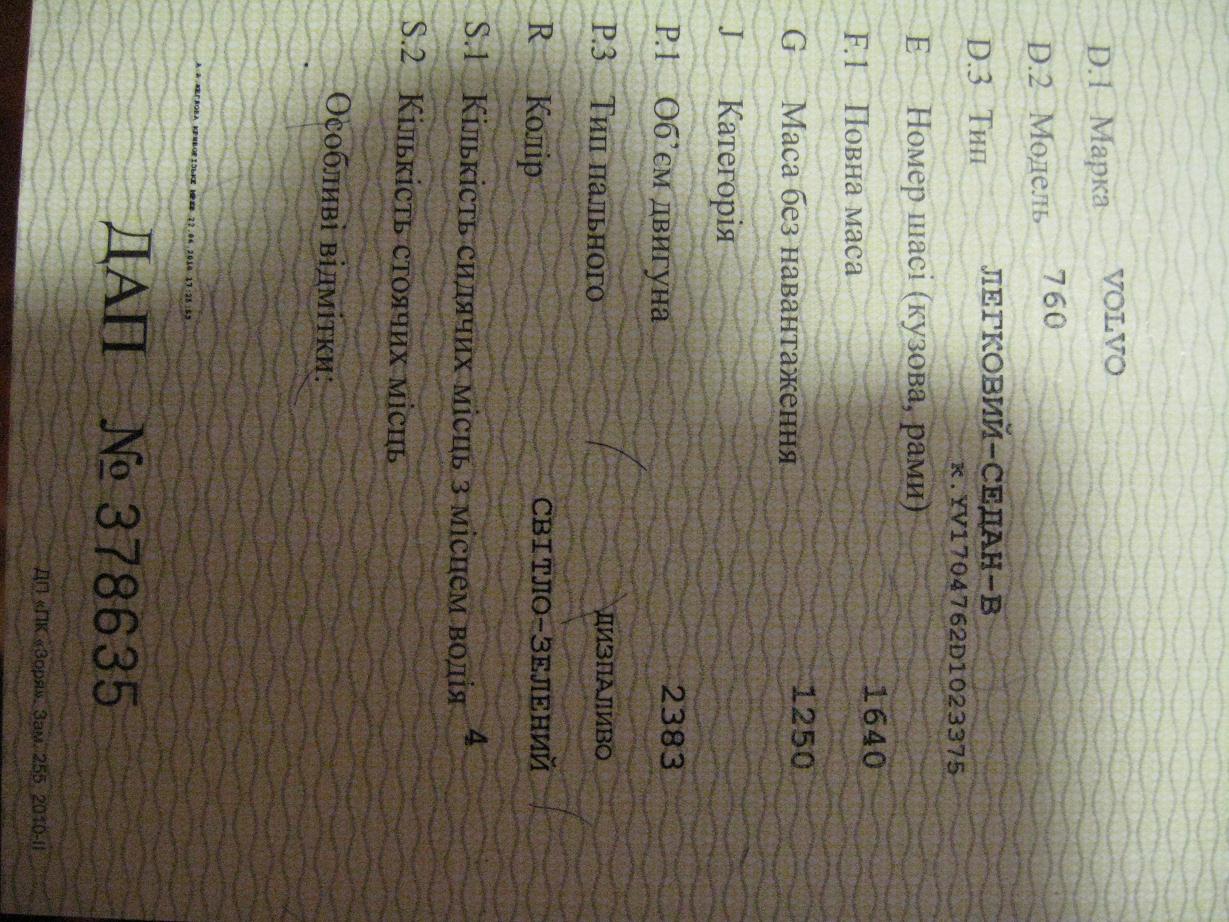 D.1 Марка VOLVO
D.2 Модель 760
D.3 Тип ЛЕГКОВИЙ-СЕДАН-В
E Номер шасі (кузова, рами)
к.YV1704762D1023375
F.1 Повна маса 1640
G Маса без навантаження 1250
J Категорія
P.1 Об'єм двигуна 2383
P.3 Тип пального ДИЗПАЛИВО
R Колір СВІТЛО-ЗЕЛЕНИЙ
S.1 Кількість сидячих місць з місцем водія 4
S.2 Кількість стоячих місць
Особливі відмітки:
ДАП № 378635
ДП «ПК «Зоря». Зам. 255. 2010-II